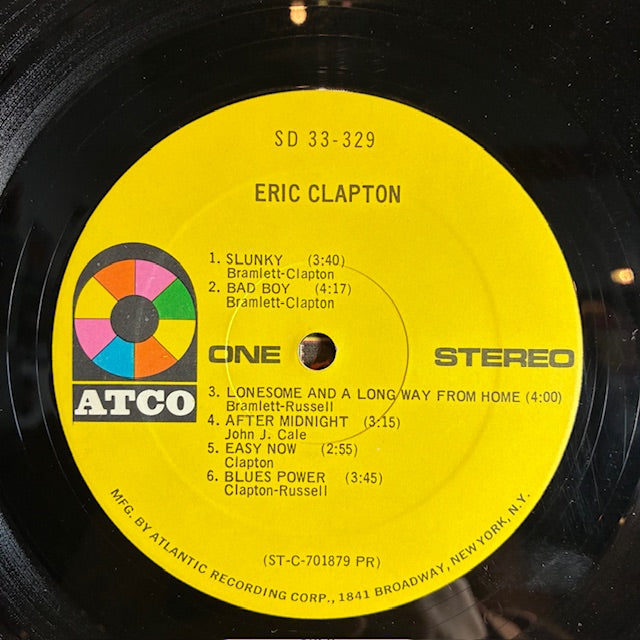 SD 33-329
ERIC CLAPTON
1. SLUNKY (3:40)
Bramlett-Clapton
2. BAD BOY (4:17)
Bramlett-Clapton
ONE STEREO
ATCO
3. LONESOME AND A LONG WAY FROM HOME (4:00)
Bramlett-Russell
4. AFTER MIDNIGHT (3:15)
John J. Cale
5. EASY NOW (2:55)
Clapton
6. BLUES POWER (3:45)
Clapton-Russell
(ST-C-701879 PR)
MFG. BY ATLANTIC RECORDING CORP., 1841 BROADWAY, NEW YORK, N.Y.